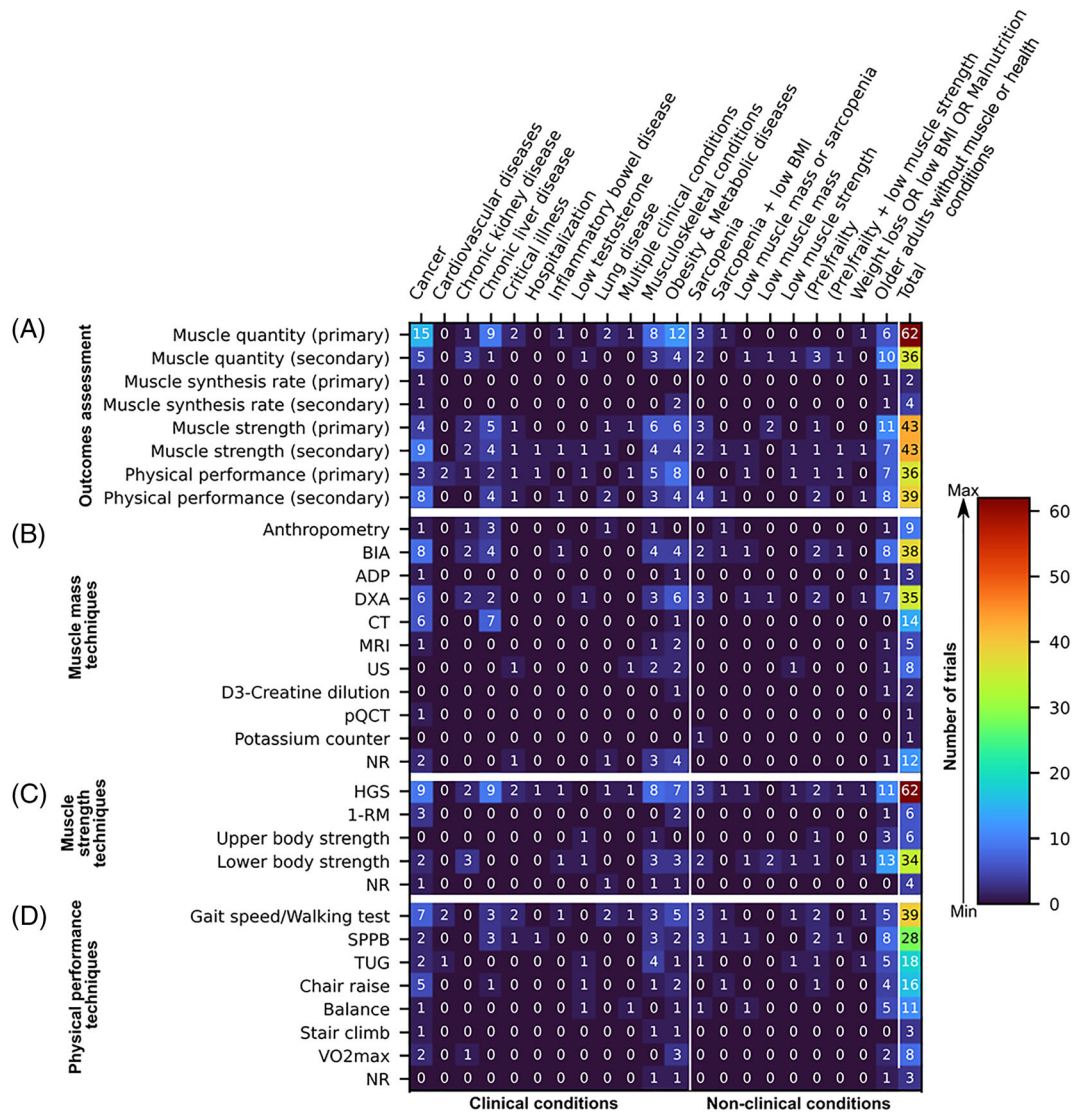 Cancer
Cardiovascular diseases
Chronic kidney disease
Chronic liver disease
Critical illness
Hospitalization
Inflammatory bowel disease
Low testosterone
Lung disease
Multiple clinical conditions
Musculoskeletal conditions
Obesity & Metabolic diseases
Sarcopenia
Sarcopenia + low BMI
Low muscle mass or sarcopenia
Low muscle mass
Low muscle strength
(Pre)frailty
(Pre)frailty + low muscle strength
Weight loss OR low BMI OR Malnutrition
Older adults without muscle or health
conditions
Total
(A)
Outcomes assessment
Muscle quantity (primary) 15 0 1 9 2 0 1 0 2 1 8 12 3 1 0 0 0 0 0 1 6 62
Muscle quantity (secondary) 5 0 3 1 0 0 0 1 0 0 3 4 2 0 1 1 1 3 1 0 10 36
Muscle synthesis rate (primary) 1 0 0 0 0 0 0 0 0 0 0 0 0 0 0 0 0 0 0 0 1 2
Muscle synthesis rate (secondary) 1 0 0 0 0 0 0 0 0 0 0 2 0 0 0 0 0 0 0 0 1 4
Muscle strength (primary) 4 0 2 5 1 0 0 0 1 1 6 6 3 0 0 2 0 1 0 0 11 43
Muscle strength (secondary) 9 0 2 4 1 1 1 1 0 4 4 2 1 1 0 1 1 1 1 7 43
Physical performance (primary) 3 2 1 2 1 1 0 1 0 5 8 1 0 1 0 1 1 1 0 7 36
Physical performance (secondary) 8 0 0 4 1 0 1 0 2 0 3 4 4 1 0 0 0 2 0 1 8 39
(B)
Muscle mass
techniques
Anthropometry 1 0 1 3 0 0 0 0 1 0 1 0 0 1 0 0 0 0 0 0 1 9
BIA 8 0 2 4 0 0 1 0 0 0 4 4 2 1 1 0 0 2 1 0 8 38
ADP 1 0 0 0 0 0 0 0 0 0 0 1 0 0 0 0 0 0 0 0 1 3
DXA 6 0 2 2 0 0 0 1 0 0 3 6 3 0 1 1 0 2 0 1 7 35
CT 6 0 0 7 0 0 0 0 0 0 0 1 0 0 0 0 0 0 0 0 0 14
MRI 1 0 0 0 0 0 0 0 0 0 1 2 0 0 0 0 0 0 0 0 1 5
US 0 0 0 0 1 0 0 0 0 1 2 2 0 0 0 0 1 0 0 0 1 8
D3-Creatine dilution 0 0 0 0 0 0 0 0 0 0 0 1 0 0 0 0 0 0 0 0 1 2
pQCT 1 0 0 0 0 0 0 0 0 0 0 0 0 0 0 0 0 0 0 0 0 1
Potassium counter 0 0 0 0 0 0 0 0 0 0 0 0 1 0 0 0 0 0 0 0 0 1
NR 2 0 0 0 1 0 0 0 1 0 3 4 0 0 0 0 0 0 0 0 1 12
(C)
Muscle
strength
techniques
HGS 9 0 2 9 2 1 1 0 1 1 8 7 3 1 1 0 1 2 1 1 11 62
1-RM 3 0 0 0 0 0 0 0 0 0 0 2 0 0 0 0 0 0 0 0 1 6
Upper body strength 0 0 0 0 0 0 0 1 0 0 1 0 0 0 0 0 0 1 0 0 3 6
Lower body strength 2 0 3 0 0 0 1 1 0 0 3 3 2 0 1 2 1 1 0 1 13 34
NR 1 0 0 0 0 0 0 0 1 0 1 1 0 0 0 0 0 0 0 0 0 4
(D)
Physical performance
techniques
Gait speed/Walking test 7 2 0 3 2 0 1 0 2 1 3 5 3 1 0 0 1 2 0 1 5 39
SPPB 2 0 0 3 1 1 0 0 0 0 3 2 3 1 1 0 0 2 1 0 8 28
TUG 2 1 0 0 0 0 0 1 0 0 4 1 1 0 0 0 1 1 0 1 5 18
Chair raise 5 0 0 1 0 0 0 1 0 0 1 2 0 1 0 0 0 1 0 0 4 16
Balance 1 0 0 0 0 0 0 1 0 1 0 1 1 0 1 0 0 0 0 0 5 11
Stair climb 1 0 0 0 0 0 0 0 0 0 1 1 0 0 0 0 0 0 0 0 0 3
VO2max 2 0 1 0 0 0 0 0 0 0 0 3 0 0 0 0 0 0 0 0 2 8
NR 0 0 0 0 0 0 0 0 0 0 1 1 0 0 0 0 0 0 0 0 1 3
Clinical conditions
Non-clinical conditions
Max
Min
Number of trials
60
50
40
30
20
10
0